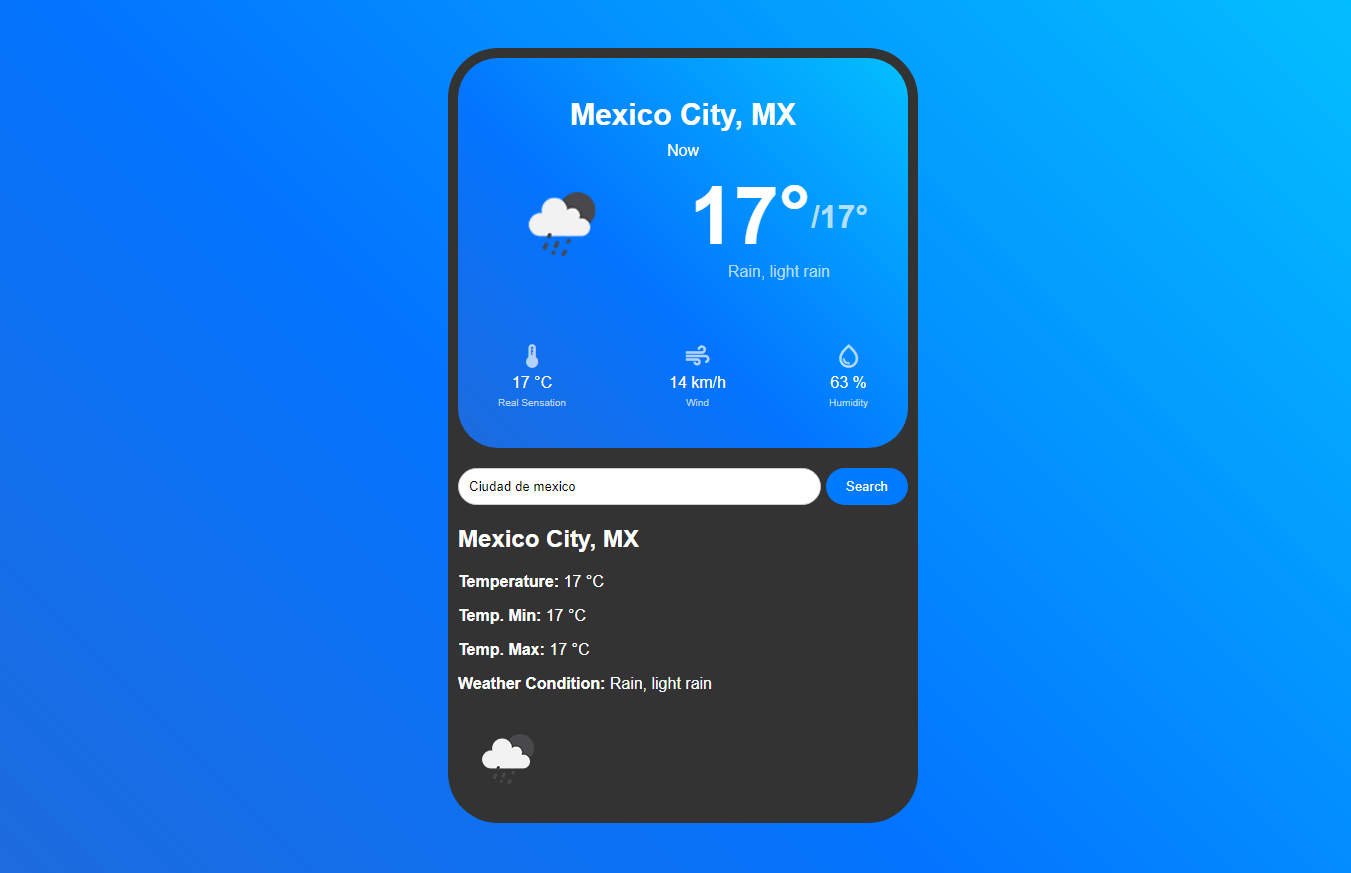 Mexico City, MX
Now
17°/17°
Rain, light rain
17 °C 14 km/h 63 %
Real Sensation Wind Humidity
Ciudad de mexico Search
Mexico City, MX
Temperature: 17 °C
Temp. Min: 17 °C
Temp. Max: 17 °C
Weather Condition: Rain, light rain